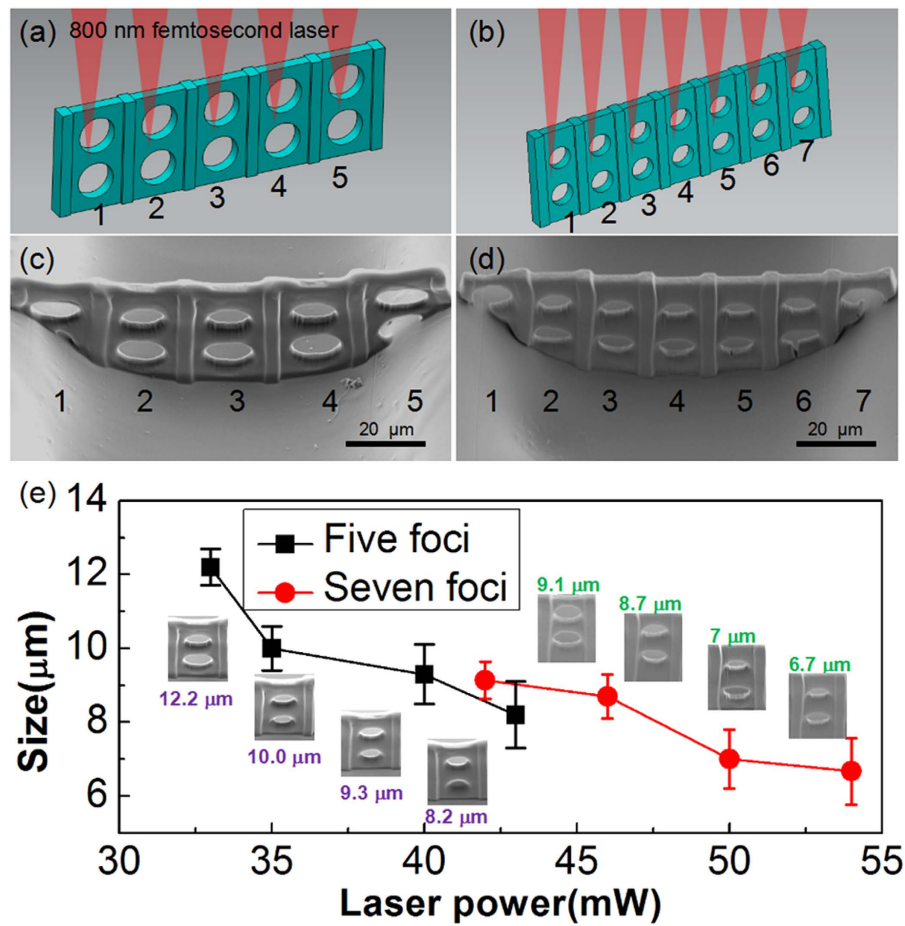 (a) 800 nm femtosecond laser
1 2 3 4 5
(b)
1 2 3 4 5 6 7
(c)
1 2 3 4 5
20 μm
(d)
1 2 3 4 5 6 7
20 μm
(e)
Five foci
Seven foci
12.2 μm
10.0 μm
9.3 μm
8.2 μm
9.1 μm
8.7 μm
7 μm
6.7 μm
14
12
10
8
6
Size(μm)
30 35 40 45 50 55
Laser power(mW)